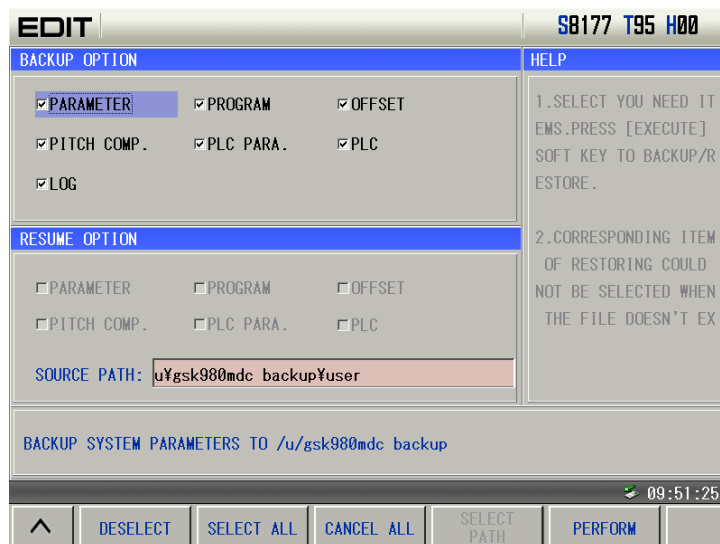 EDIT S8177 T95 H00
BACKUP OPTION
PARAMETER PROGRAM OFFSET
PITCH COMP. PLC PARA. PLC
LOG
RESUME OPTION
PARAMETER PROGRAM OFFSET
PITCH COMP. PLC PARA. PLC
SOURCE PATH: u¥gsk980mdc backup¥user
HELP
1.SELECT YOU NEED IT
EMS.PRESS [EXECUTE]
SOFT KEY TO BACKUP/R
ESTORE.
2.CORRESPONDING ITEM
OF RESTORING COULD
NOT BE SELECTED WHEN
THE FILE DOESN'T EX
BACKUP SYSTEM PARAMETERS TO /u/gsk980mdc backup
09:51:25
DESELECT SELECT ALL CANCEL ALL SELECT PATH PERFORM